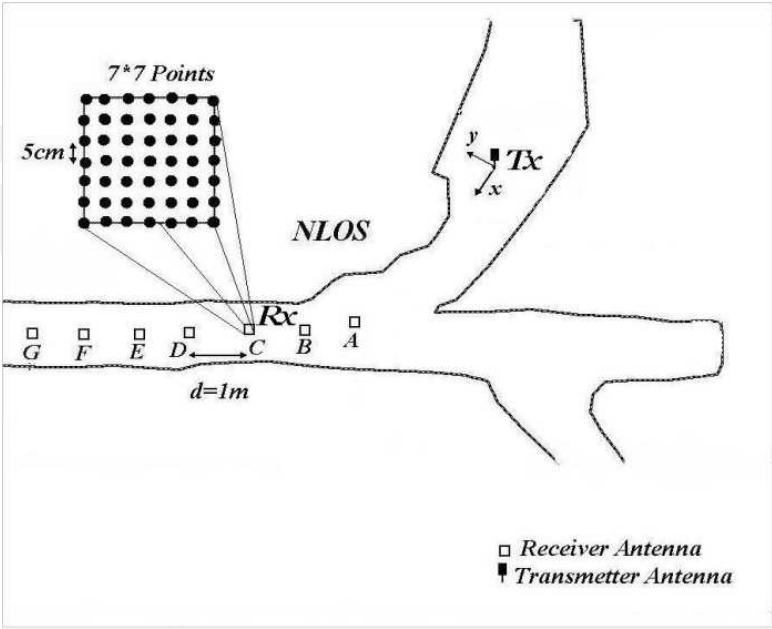 7*7 Points
5cm
y
Tx
x
NLOS
Rx
G F E D C B A
d=1m
Receiver Antenna
Transmetter Antenna